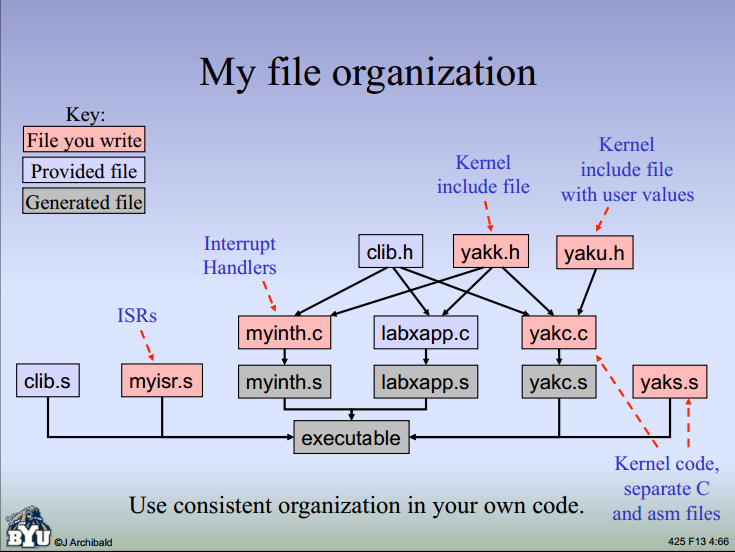 My file organization
Key:
File you write
Provided file
Generated file
Kernel
include file
Kernel
include file
with user values
Interrupt
Handlers
clib.h
yakk.h
yaku.h
ISRs
myinth.c
labxapp.c
yakc.c
clib.s
myisr.s
myinth.s
labxapp.s
yakc.s
yaks.s
executable
Kernel code,
separate C
and asm files
Use consistent organization in your own code.
BYU
©J Archibald
425 F13 4:66